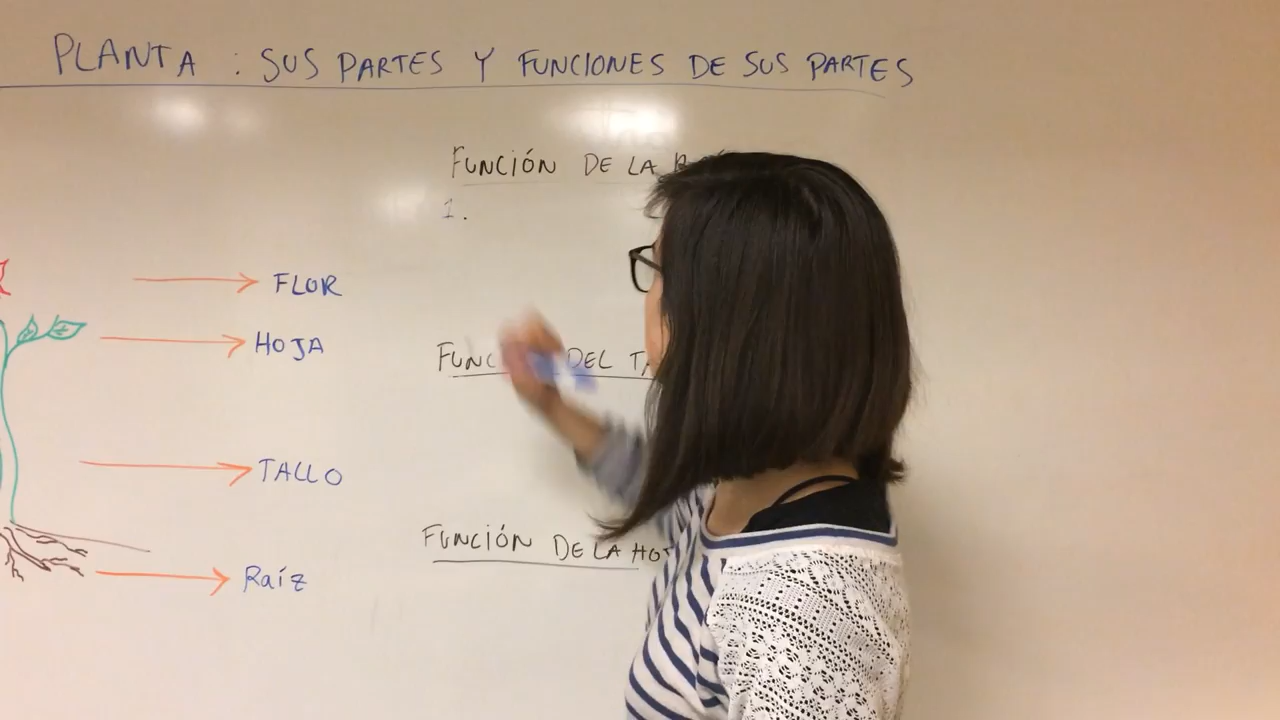 PLANTA : SUS PARTES Y FUNCIONES DE SUS PARTES
FLOR
HOJA
TALLO
Raíz
FUNCIÓN DE LA
1.
DEL
FUNCIÓN DE LA